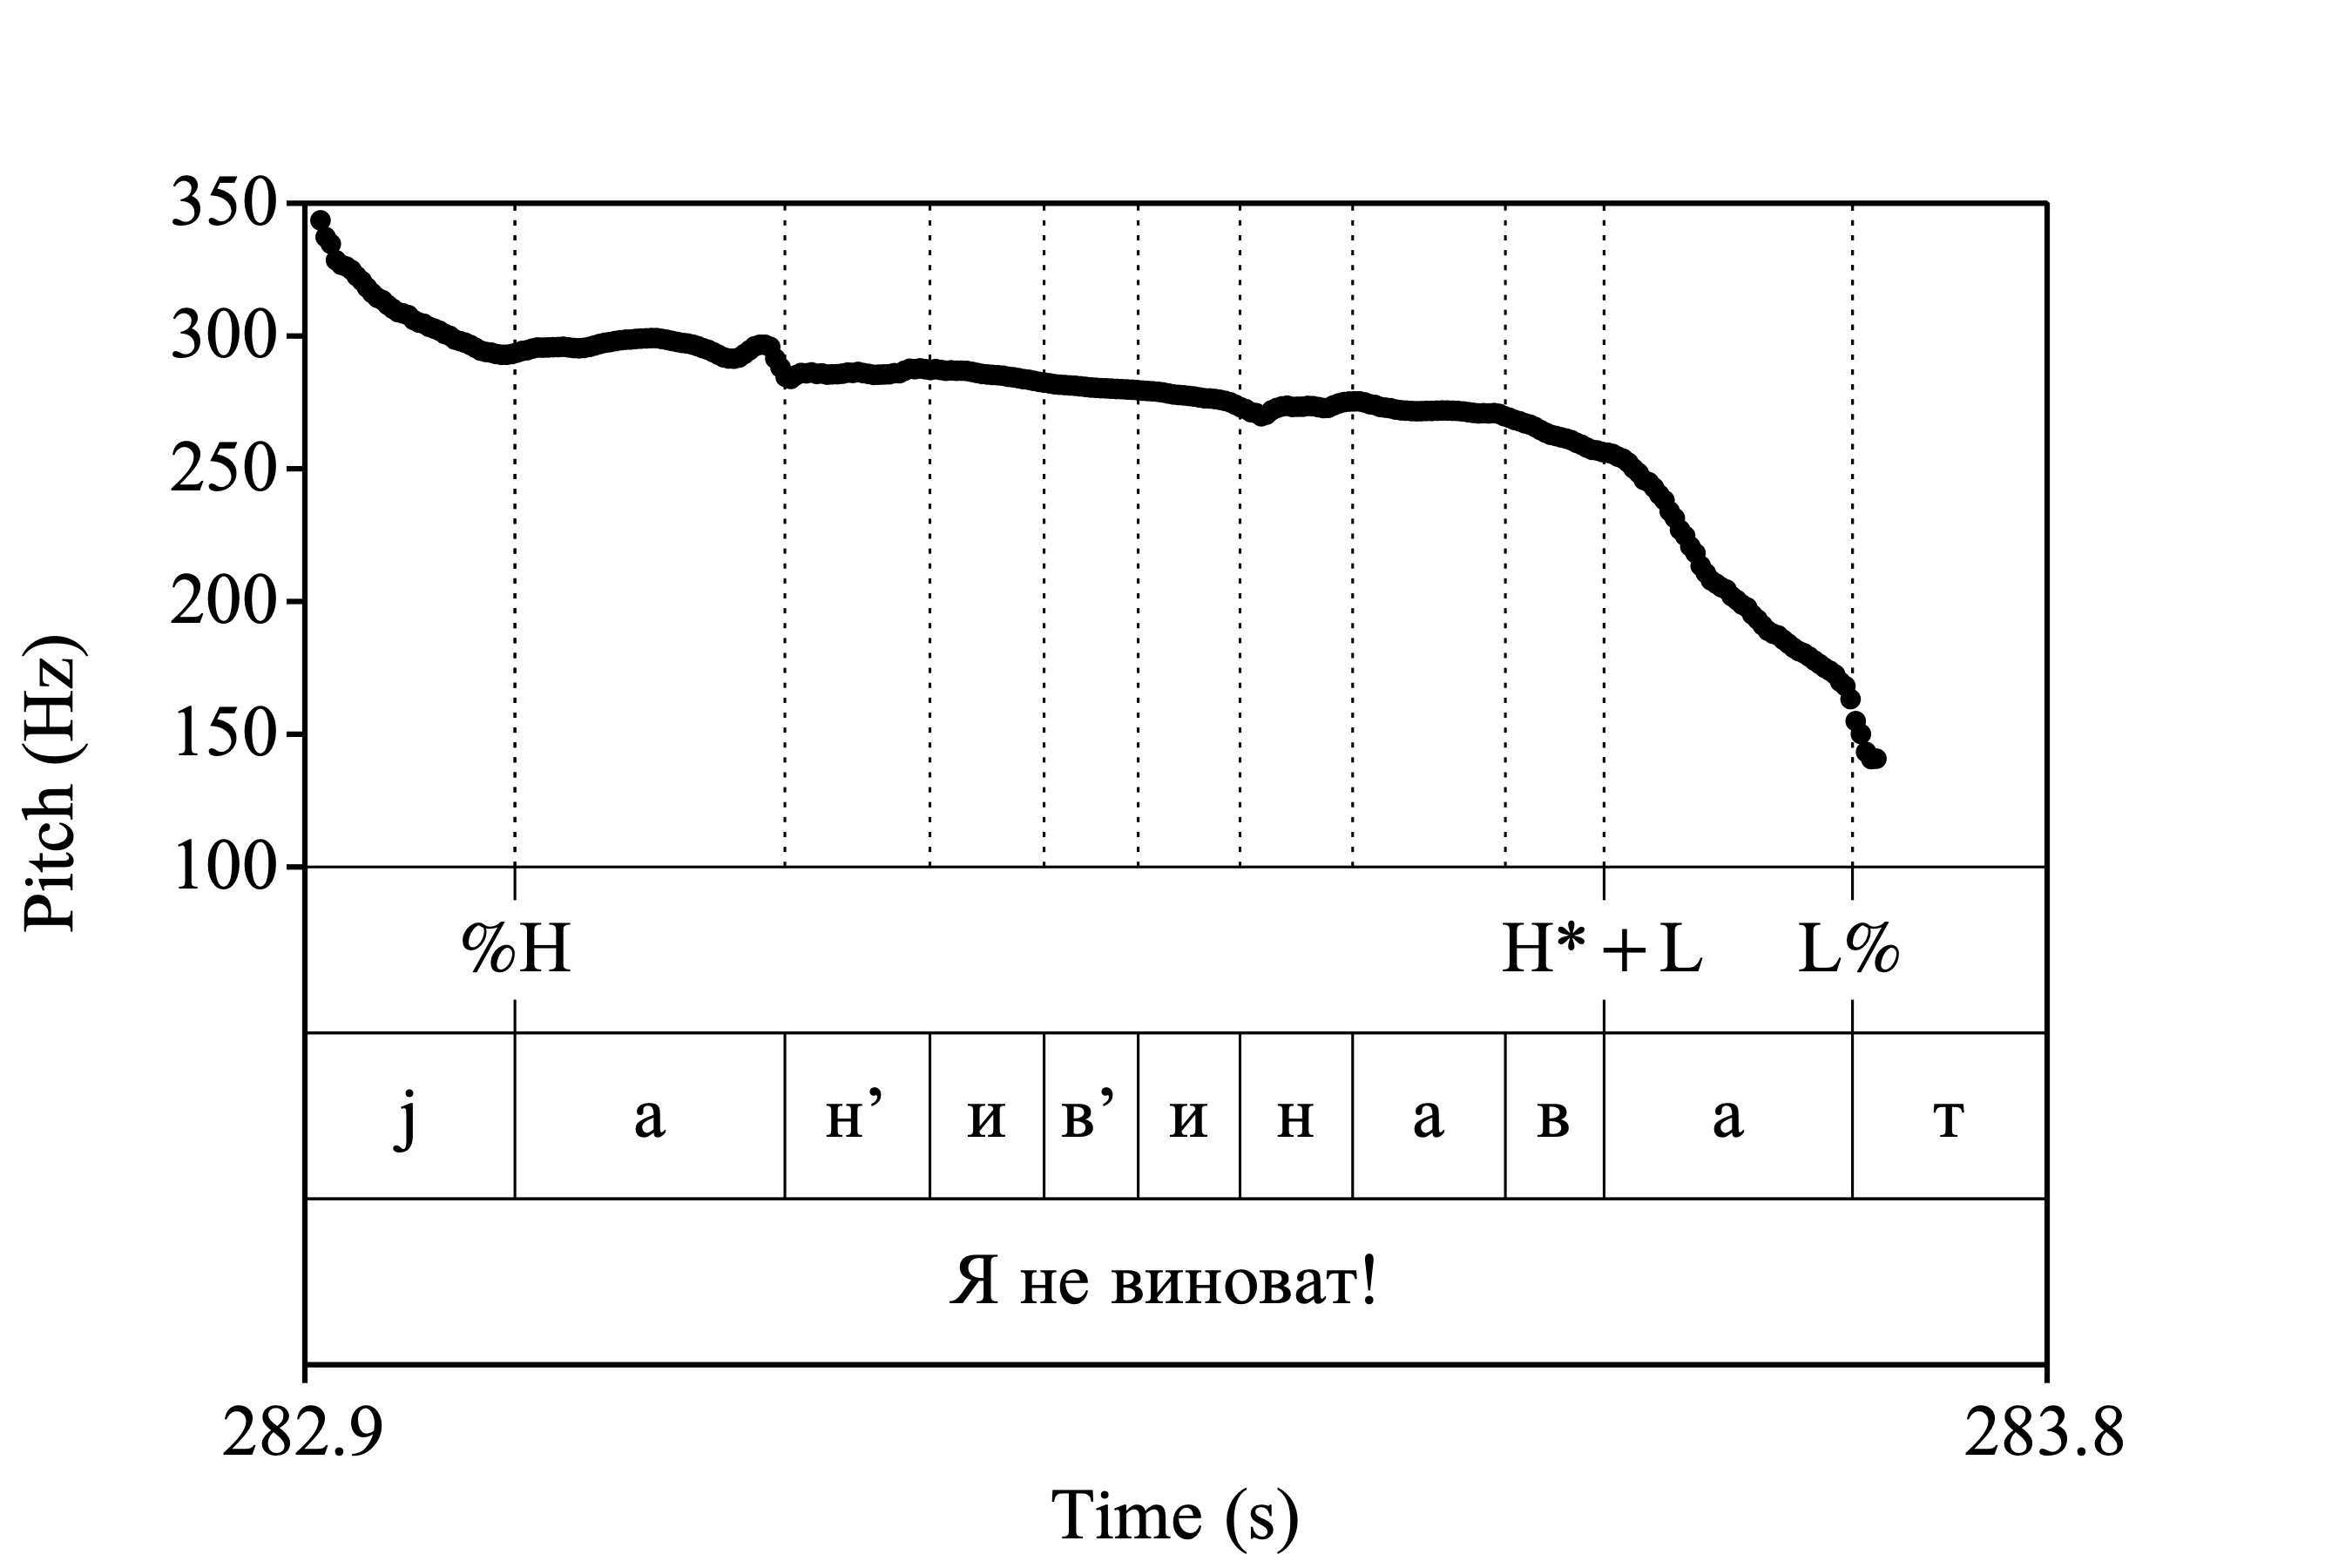 350
300
250
200
150
100
Pitch (Hz)
%H H* + L L%
j а н’ и в’ и н а в а т
Я не виноват!
282.9 283.8
Time (s)